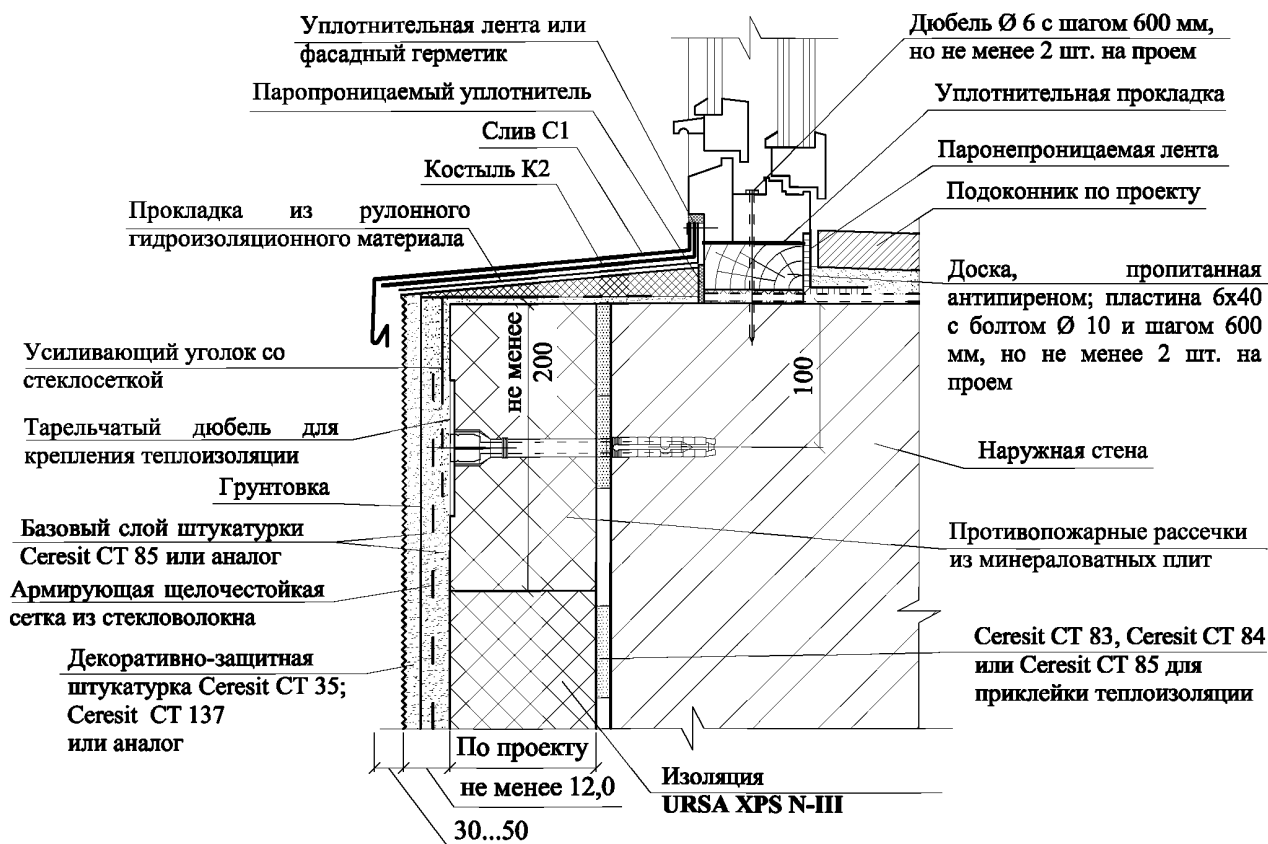 Уплотнительная лента или
фасадный герметик
Паропроницаемый уплотнитель
Слив С1
Костыль К2
Прокладка из рулонного
гидроизоляционного материала
Усиливающий уголок со
стеклосеткой
Тарельчатый дюбель для
крепления теплоизоляции
Грунтовка
Базовый слой штукатурки
Ceresit CT 85 или аналог
Армирующая щелочестойкая
сетка из стекловолокна
Декоративно-защитная
штукатурка Ceresit CT 35;
Ceresit CT 137
или аналог
не менее
200
100
По проекту
не менее 12,0
30...50
Дюбель Ø 6 с шагом 600 мм,
но не менее 2 шт. на проем
Уплотнительная прокладка
Паронепроницаемая лента
Подоконник по проекту
Доска, пропитанная
антипиреном; пластина 6х40
с болтом Ø 10 и шагом 600
мм, но не менее 2 шт. на
проем
Наружная стена
Противопожарные рассечки
из минераловатных плит
Ceresit CT 83, Ceresit CT 84
или Ceresit CT 85 для
приклейки теплоизоляции
Изоляция
URSA XPS N-III